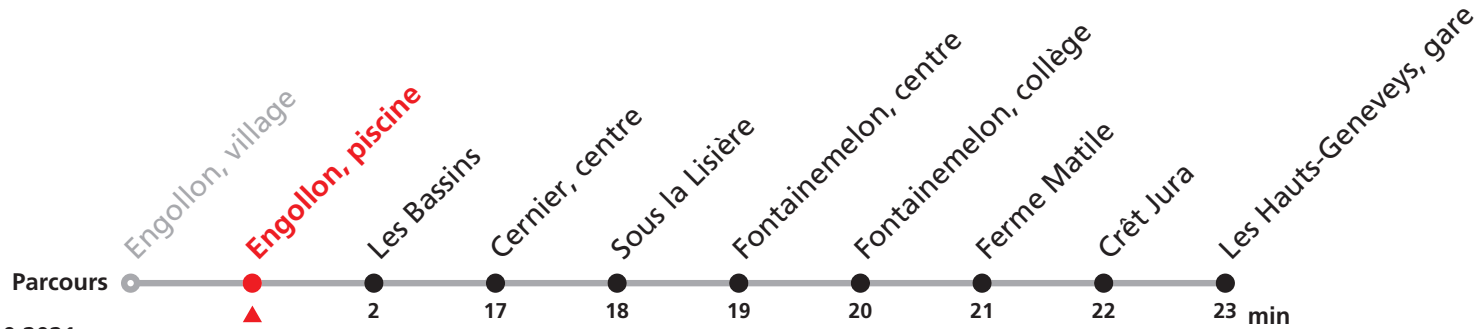 Engollon, village
Engollon, piscine
Les Bassins
Cernier, centre
Sous la Lisière
Fontainemelon, centre
Fontainemelon, collège
Ferme Matile
Crêt Jura
Les Hauts-Geneveys, gare
Parcours
2 17 18 19 20 21 22 23 min